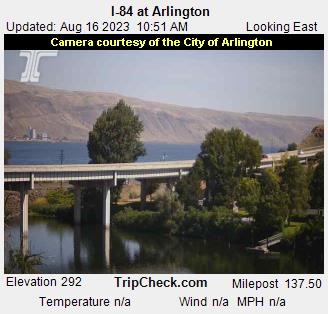 I-84 at Arlington
Updated: Aug 16 2023 10:51 AM Looking East
Camera courtesy of the City of Arlington
Elevation 292 TripCheck.com Milepost 137.50
Temperature n/a Wind n/a MPH n/a